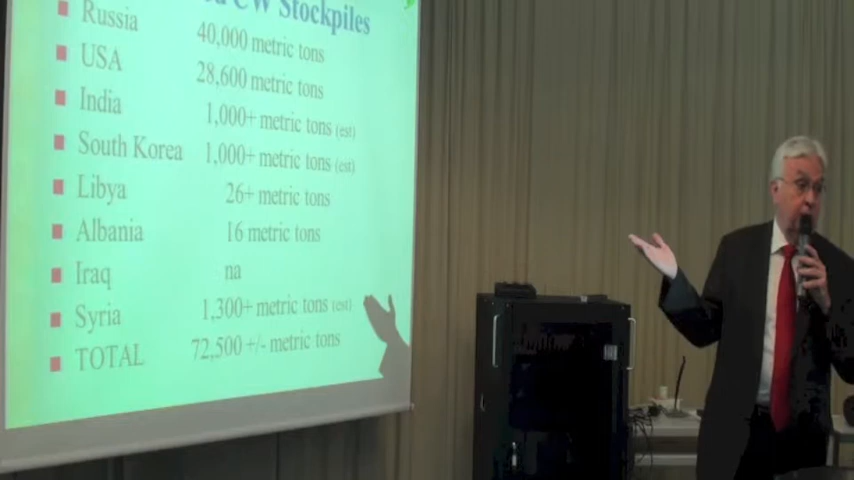 CW Stockpiles
Russia 40,000 metric tons
USA 28,600 metric tons
India 1,000+ metric tons (est)
South Korea 1,000+ metric tons (est)
Libya 26+ metric tons
Albania 16 metric tons
Iraq na
Syria 1,300+ metric tons (est)
TOTAL 72,500 +/- metric tons